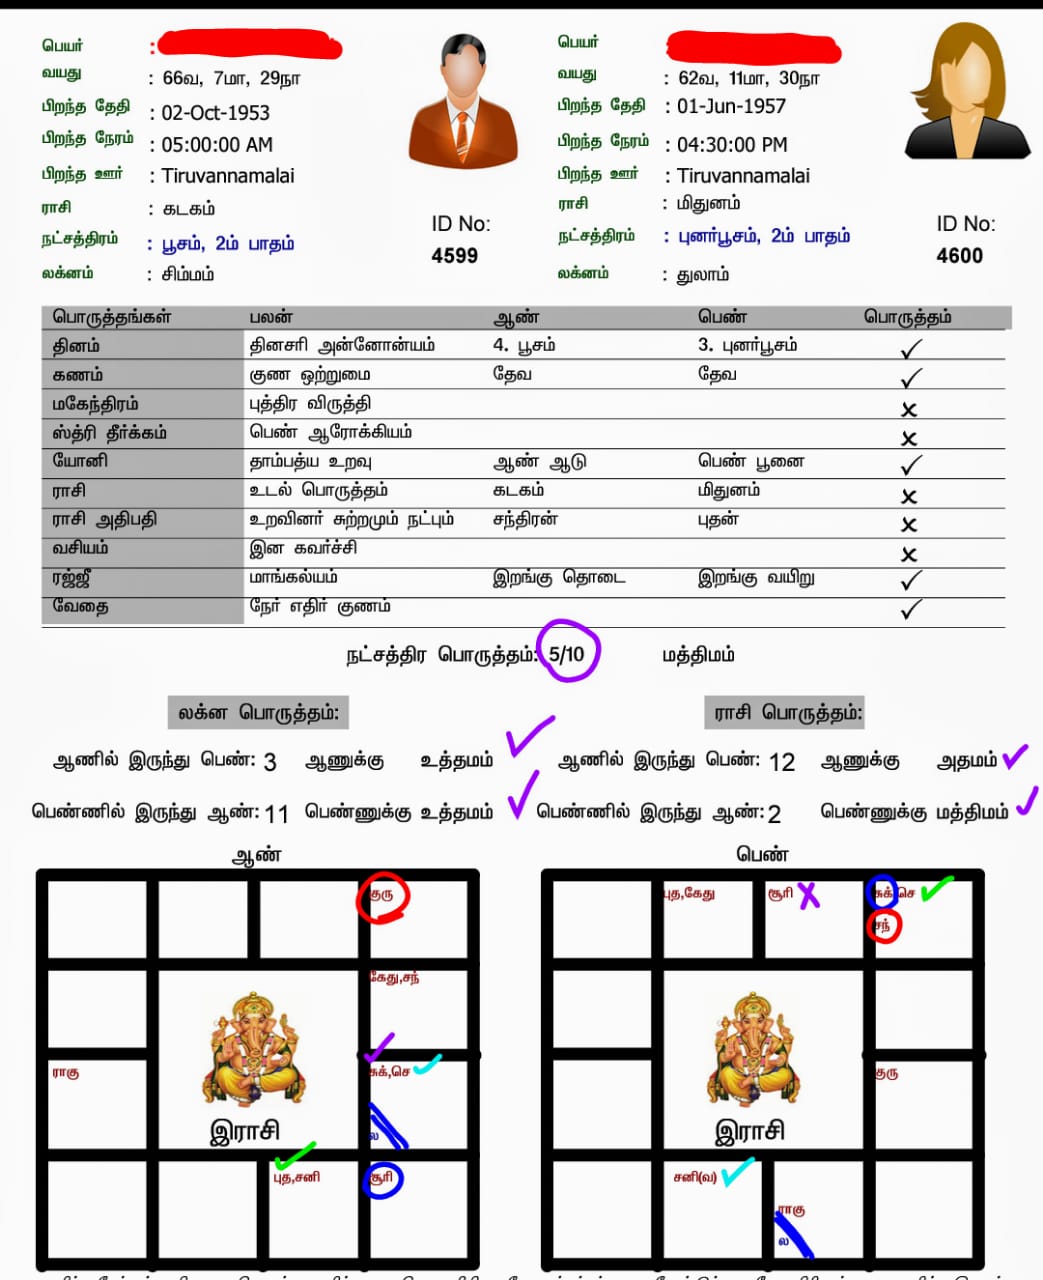 பெயர் :
வயது : 66வ, 7மா, 29நா
பிறந்த தேதி : 02-Oct-1953
பிறந்த நேரம் : 05:00:00 AM
பிறந்த ஊர் : Tiruvannamalai
ராசி : கடகம்
நட்சத்திரம் : பூசம், 2ம் பாதம்
லக்னம் : சிம்மம்
ID No:
4599
பெயர் :
வயது : 62வ, 11மா, 30நா
பிறந்த தேதி : 01-Jun-1957
பிறந்த நேரம் : 04:30:00 PM
பிறந்த ஊர் : Tiruvannamalai
ராசி : மிதுனம்
நட்சத்திரம் : புனர்பூசம், 2ம் பாதம்
லக்னம் : துலாம்
ID No:
4600
பொருத்தங்கள் பலன் ஆண் பெண் பொருத்தம்
தினம் தினசரி அன்னோன்யம் 4. பூசம் 3. புனர்பூசம் ✓
கணம் குண ஒற்றுமை தேவ தேவ ✓
மகேந்திரம் புத்திர விருத்தி x
ஸ்த்ரி தீர்க்கம் பெண் ஆரோக்கியம் x
யோனி தாம்பத்ய உறவு ஆண் ஆடு பெண் பூனை ✓
ராசி உடல் பொருத்தம் கடகம் மிதுனம் x
ராசி அதிபதி உறவினர் சுற்றமும் நட்பும் சந்திரன் புதன் x
வசியம் இன கவர்ச்சி x
ரஜ்ஜீ மாங்கல்யம் இறங்கு தொடை இறங்கு வயிறு ✓
வேதை நேர் எதிர் குணம் ✓
நட்சத்திர பொருத்தம்: 5/10 மத்திமம்
லக்ன பொருத்தம்: ராசி பொருத்தம்:
ஆணில் இருந்து பெண்: 3 ஆணுக்கு உத்தமம் ஆணில் இருந்து பெண்: 12 ஆணுக்கு அதமம்
பெண்ணில் இருந்து ஆண்: 11 பெண்ணுக்கு உத்தமம் பெண்ணில் இருந்து ஆண்: 2 பெண்ணுக்கு மத்திமம்
ஆண்
குரு
கேது,சந்
ராகு
சுக்,செ
ல
இராசி
புத,சனி
சூரி
பெண்
புத,கேது
சூரி
சுக்,செ
சந்
குரு
இராசி
சனி(வ)
ராகு
ல